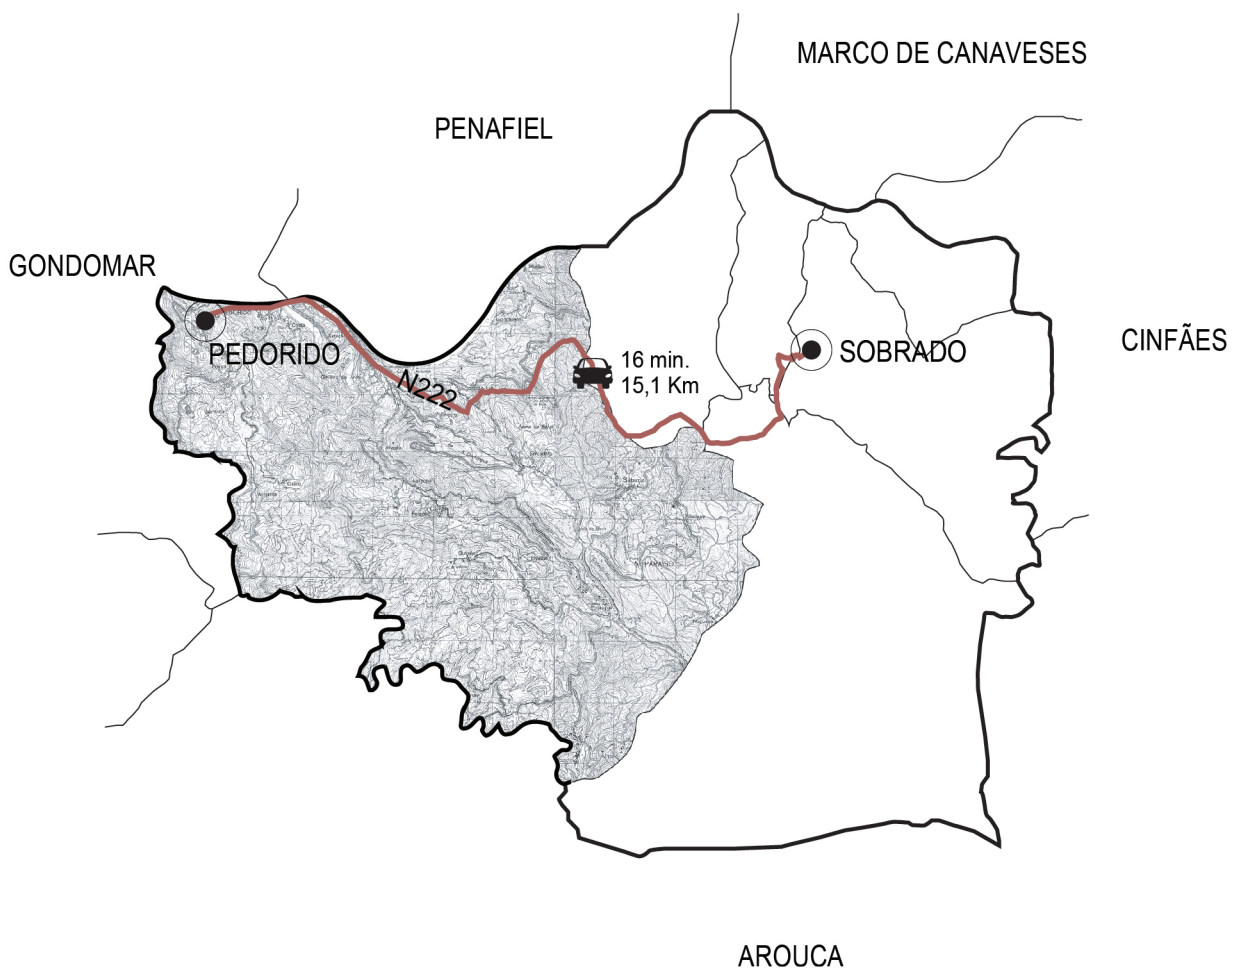 MARCO DE CANAVESES
PENAFIEL
GONDOMAR
CINFÃES
PEDORIDO
SOBRADO
16 min.
15,1 Km
N222
AROUCA